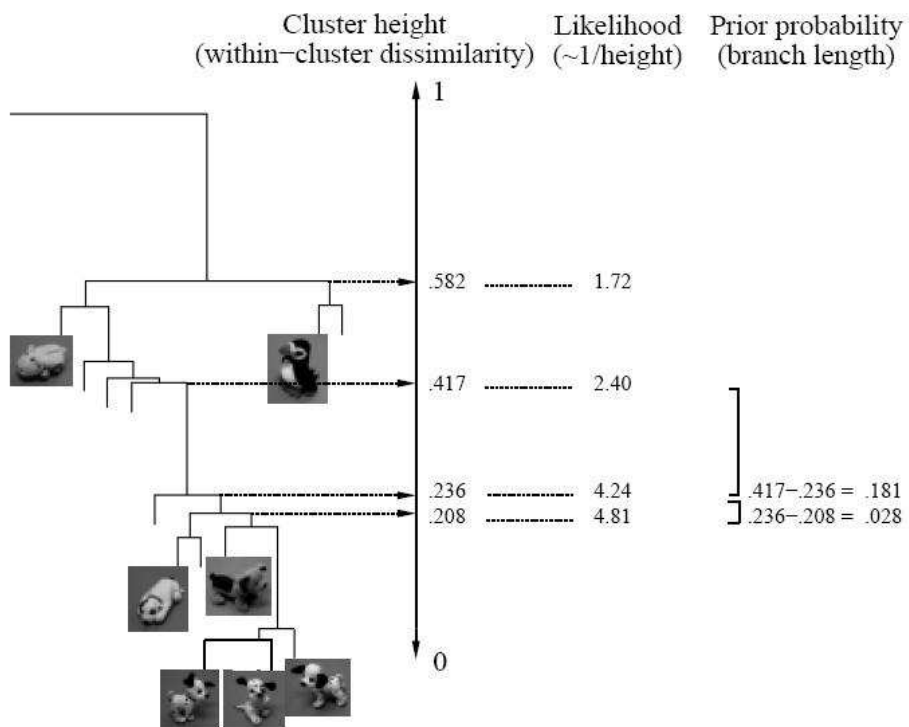 Cluster height Likelihood Prior probability
(within−cluster dissimilarity) (~1/height) (branch length)
1
.582 1.72
.417 2.40
.236 4.24 .417−.236 = .181
.208 4.81 .236−.208 = .028
0